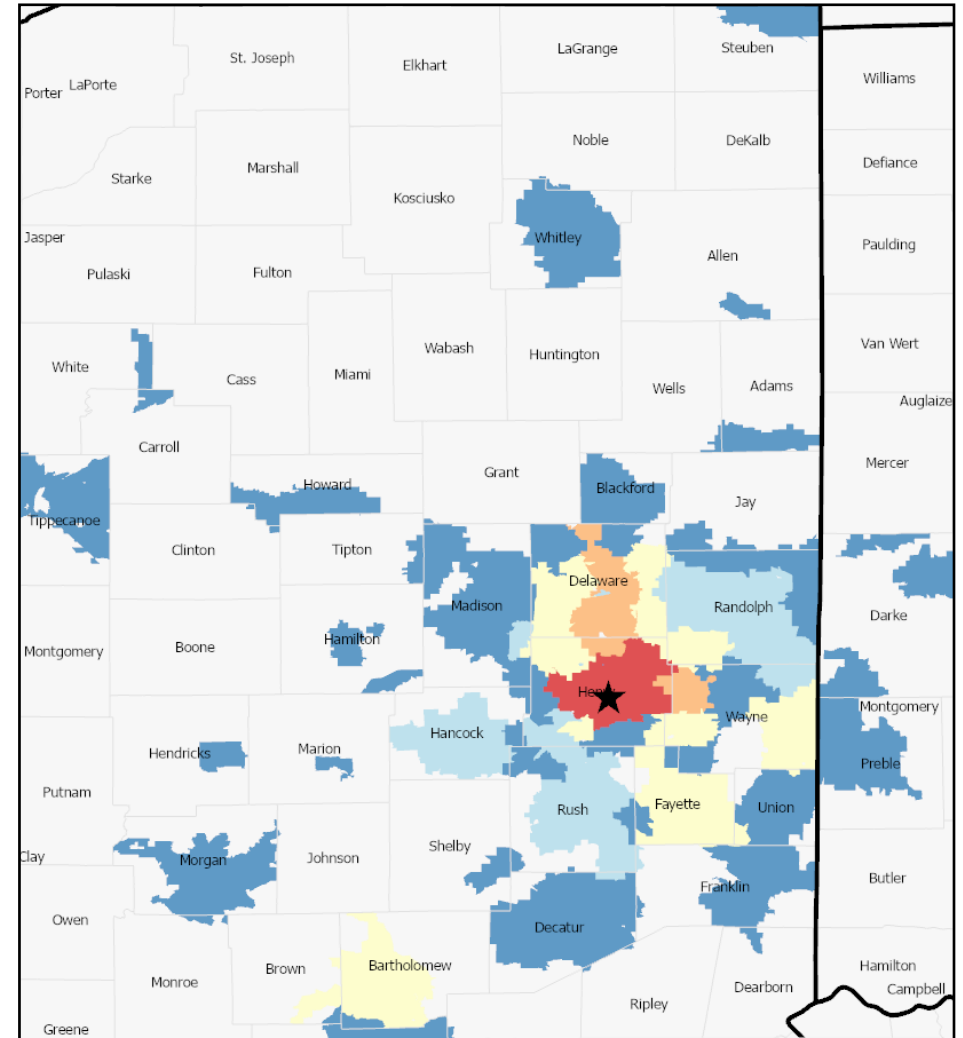 LaGrange
Steuben
St. Joseph
Elkhart
Williams
LaPorte
Porter
Noble
DeKalb
Defiance
Marshall
Starke
Kosciusko
Jasper
Whitley
Paulding
Allen
Pulaski
Fulton
Van Wert
Wabash
Huntington
White
Miami
Cass
Wells
Adams
Auglaize
Carroll
Mercer
Grant
Howard
Blackford
Jay
Tippecanoe
Clinton
Tipton
Delaware
Madison
Randolph
Darke
Hamilton
Boone
Montgomery
Montgomery
Wayne
Hancock
Marion
Hendricks
Preble
Putnam
Fayette
Union
Rush
Shelby
Clay
Morgan
Johnson
Butler
Franklin
Owen
Decatur
Bartholomew
Hamilton
Brown
Monroe
Dearborn
Campbell
Ripley
Greene